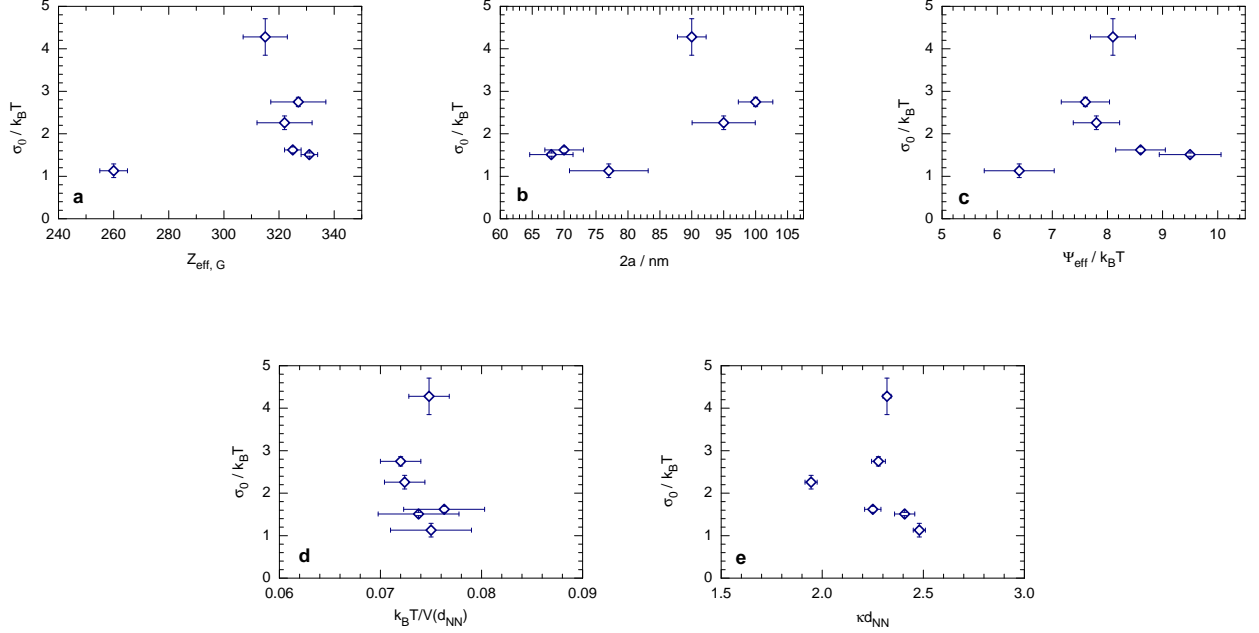 5
4
3
2
1
0
σ0 / kBT
a
240 260 280 300 320 340
Zeff, G
5
4
3
2
1
0
σ0 / kBT
b
60 65 70 75 80 85 90 95 100 105
2a / nm
5
4
3
2
1
0
σ0 / kBT
c
5 6 7 8 9 10
Ψeff / kBT
5
4
3
2
1
0
σ0 / kBT
d
0.06 0.07 0.08 0.09
kBT/V(dNN)
5
4
3
2
1
0
σ0 / kBT
e
1.5 2.0 2.5 3.0
κdNN